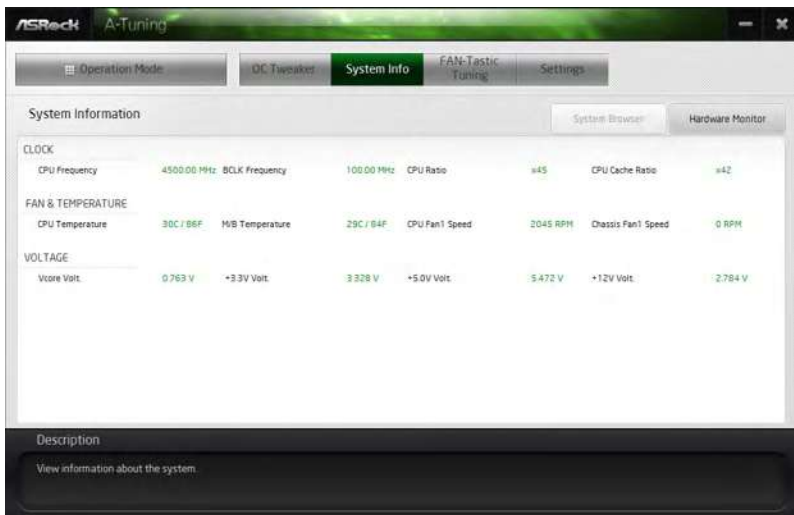 ASRock A-Tuning
Operation Mode OC Tweaker System Info FAN-Tastic Tuning Settings
System Information System Browser Hardware Monitor
CLOCK
CPU Frequency 4500.00 MHz BCLK Frequency 100.00 MHz CPU Ratio x45 CPU Cache Ratio x42
FAN & TEMPERATURE
CPU Temperature 30C / 86F M/B Temperature 29C / 84F CPU Fan1 Speed 2045 RPM Chassis Fan1 Speed 0 RPM
VOLTAGE
Vcore Volt. 0.763 V +3.3V Volt. 3.328 V +5.0V Volt. 5.472 V +12V Volt. 2.784 V
Description
View information about the system.